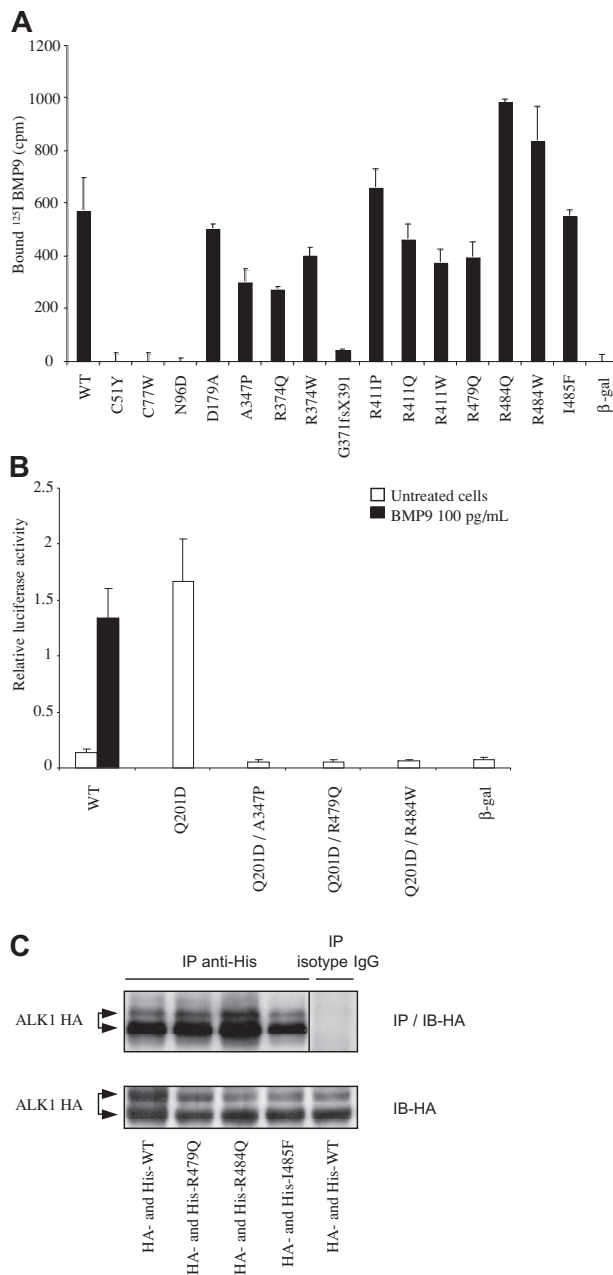 A
Bound ¹²⁵I BMP9 (cpm)
1200
1000
800
600
400
200
0
WT
C51Y
C77W
N96D
D179A
A347P
R374Q
R374W
G371fsX391
R411P
R411Q
R411W
R479Q
R484Q
R484W
I485F
β-gal
B
Relative luciferase activity
2.5
2
1.5
1
0.5
0
Untreated cells
BMP9 100 pg/mL
WT
Q201D
Q201D / A347P
Q201D / R479Q
Q201D / R484W
β-gal
C
IP anti-His
IP
isotype IgG
ALK1 HA
IP / IB-HA
ALK1 HA
IB-HA
HA- and His-WT
HA- and His-R479Q
HA- and His-R484Q
HA- and His-I485F
HA- and His-WT